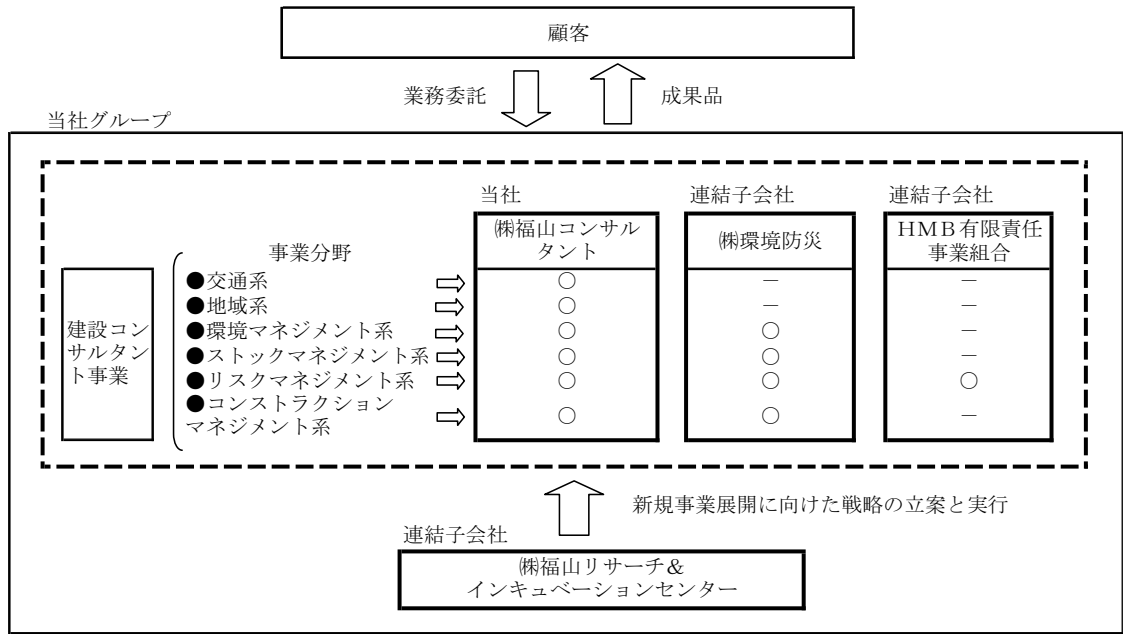 顧客
業務委託
成果品
当社グループ
当社
連結子会社
連結子会社
㈱福山コンサル
タント
㈱環境防災
HMB有限責任
事業組合
事業分野
建設コン
サルタン
ト事業
●交通系 ○ － －
●地域系 ○ － －
●環境マネジメント系 ○ ○ －
●ストックマネジメント系 ○ ○ －
●リスクマネジメント系 ○ ○ ○
●コンストラクション
マネジメント系 ○ ○ －
新規事業展開に向けた戦略の立案と実行
連結子会社
㈱福山リサーチ＆
インキュベーションセンター